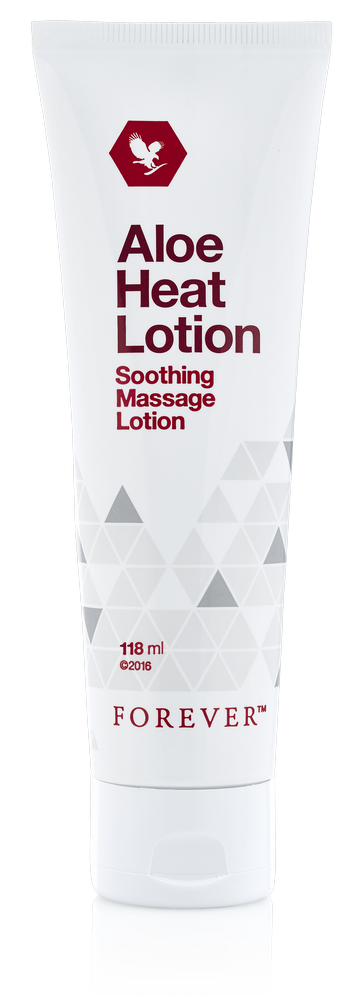 Aloe
Heat
Lotion
Soothing
Massage
Lotion
118 ml
©2016
FOREVER™